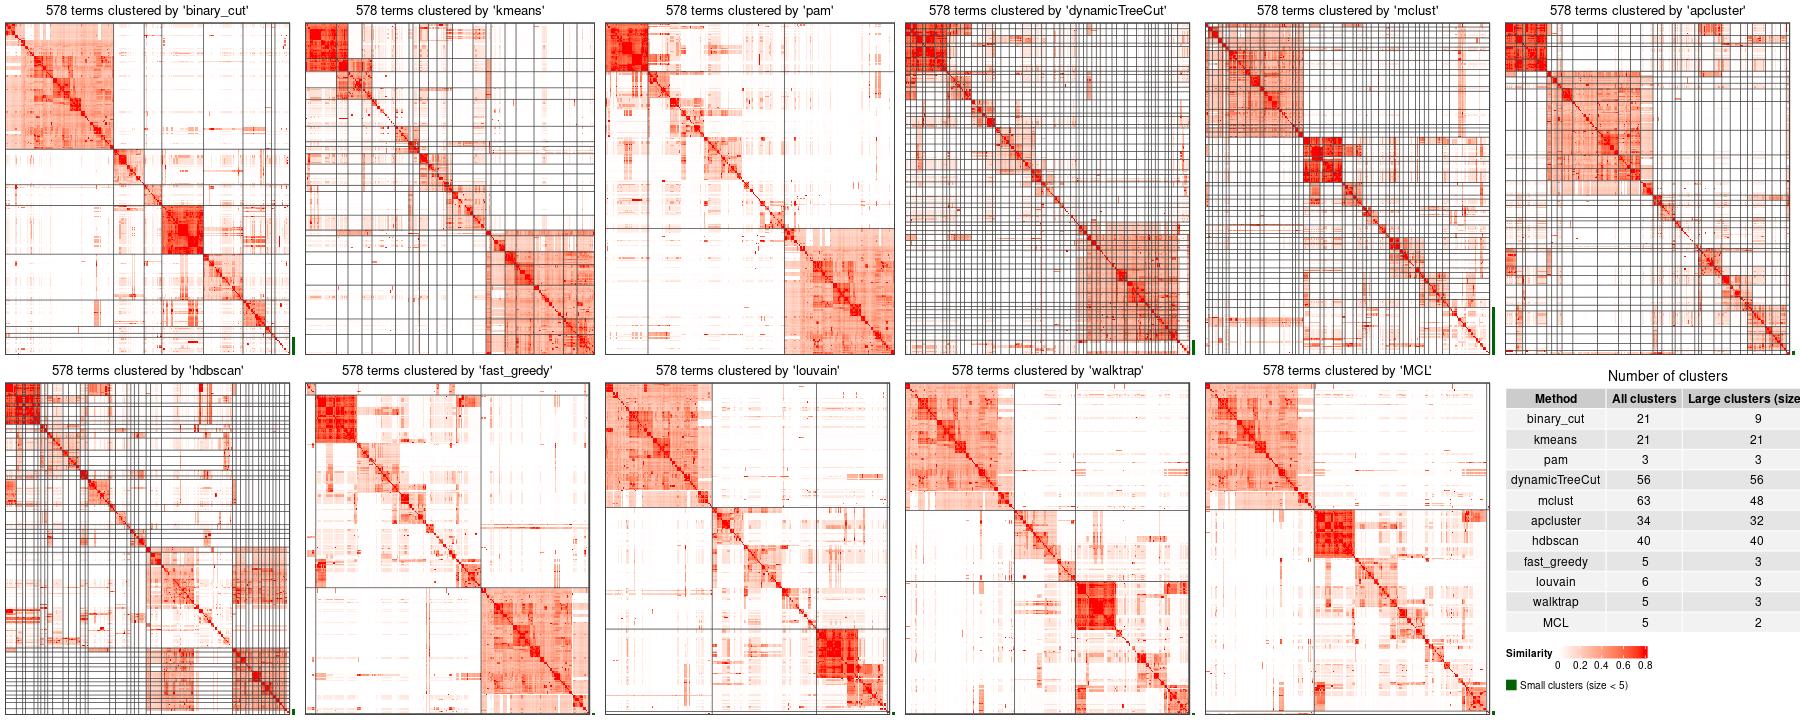 578 terms clustered by 'binary_cut'
578 terms clustered by 'kmeans'
578 terms clustered by 'pam'
578 terms clustered by 'dynamicTreeCut'
578 terms clustered by 'mclust'
578 terms clustered by 'apcluster'
578 terms clustered by 'hdbscan'
578 terms clustered by 'fast_greedy'
578 terms clustered by 'louvain'
578 terms clustered by 'walktrap'
578 terms clustered by 'MCL'
Number of clusters
Method All clusters Large clusters (size
binary_cut 21 9
kmeans 21 21
pam 3 3
dynamicTreeCut 56 56
mclust 63 48
apcluster 34 32
hdbscan 40 40
fast_greedy 5 3
louvain 6 3
walktrap 5 3
MCL 5 2
Similarity
0 0.2 0.4 0.6 0.8
Small clusters (size < 5)